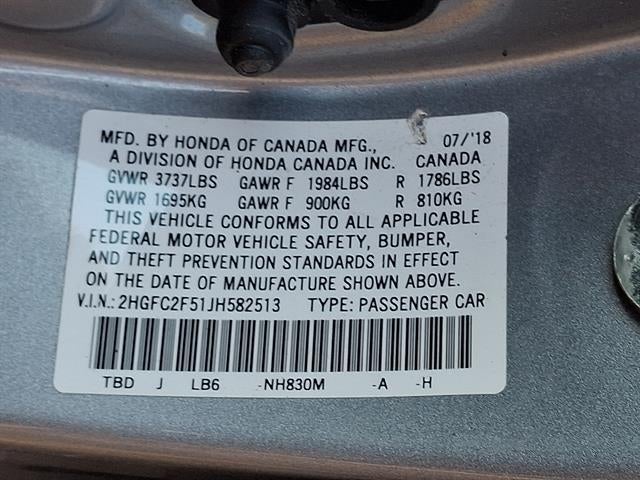 MFD. BY HONDA OF CANADA MFG., 07/'18
A DIVISION OF HONDA CANADA INC. CANADA
GVWR 3737LBS GAWR F 1984LBS R 1786LBS
GVWR 1695KG GAWR F 900KG R 810KG
THIS VEHICLE CONFORMS TO ALL APPLICABLE
FEDERAL MOTOR VEHICLE SAFETY, BUMPER,
AND THEFT PREVENTION STANDARDS IN EFFECT
ON THE DATE OF MANUFACTURE SHOWN ABOVE.
V.I.N.: 2HGFC2F51JH582513 TYPE: PASSENGER CAR
TBD J LB6 -NH830M -A -H